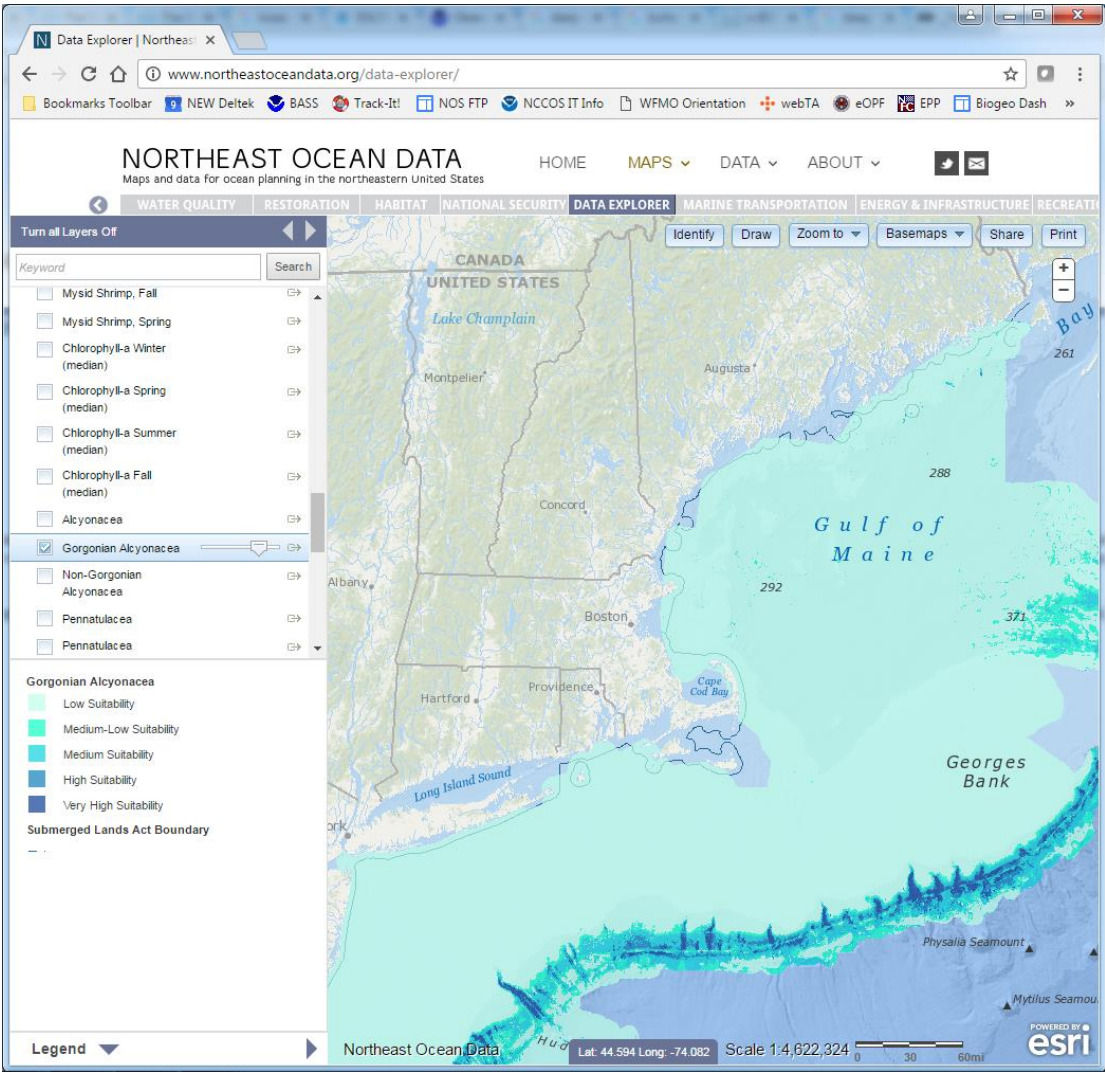 Data Explorer | Northeas
www.northeastoceandata.org/data-explorer/
Bookmarks Toolbar NEW Deltek BASS Track-It! NOS FTP NCCOS IT Info WFMO Orientation webTA eOPF EPP Biogeo Dash »
NORTHEAST OCEAN DATA
Maps and data for ocean planning in the northeastern United States
HOME MAPS DATA ABOUT
WATER QUALITY RESTORATION HABITAT NATIONAL SECURITY DATA EXPLORER MARINE TRANSPORTATION ENERGY & INFRASTRUCTURE RECREATI
Turn all Layers Off
Keyword Search
Mysid Shrimp, Fall
Mysid Shrimp, Spring
Chlorophyll-a Winter
(median)
Chlorophyll-a Spring
(median)
Chlorophyll-a Summer
(median)
Chlorophyll-a Fall
(median)
Alcyonacea
Gorgonian Alcyonacea
Non-Gorgonian
Alcyonacea
Pennatulacea
Pennatulacea
Gorgonian Alcyonacea
Low Suitability
Medium-Low Suitability
Medium Suitability
High Suitability
Very High Suitability
Submerged Lands Act Boundary
Legend
Identify Draw Zoom to Basemaps Share Print
+
−
CANADA
UNITED STATES
Lake Champlain
Bay
261
Montpelier
Augusta
288
Concord
Gulf of
Maine
Albany
292
Boston
371
Providence
Cape
Cod Bay
Hartford
Georges
Bank
Long Island Sound
ork
Physalia Seamount
Mytilus Seamou
Hud
Northeast Ocean Data
Lat: 44.594 Long: -74.082
Scale 1:4,622,324
0 30 60mi
POWERED BY
esri